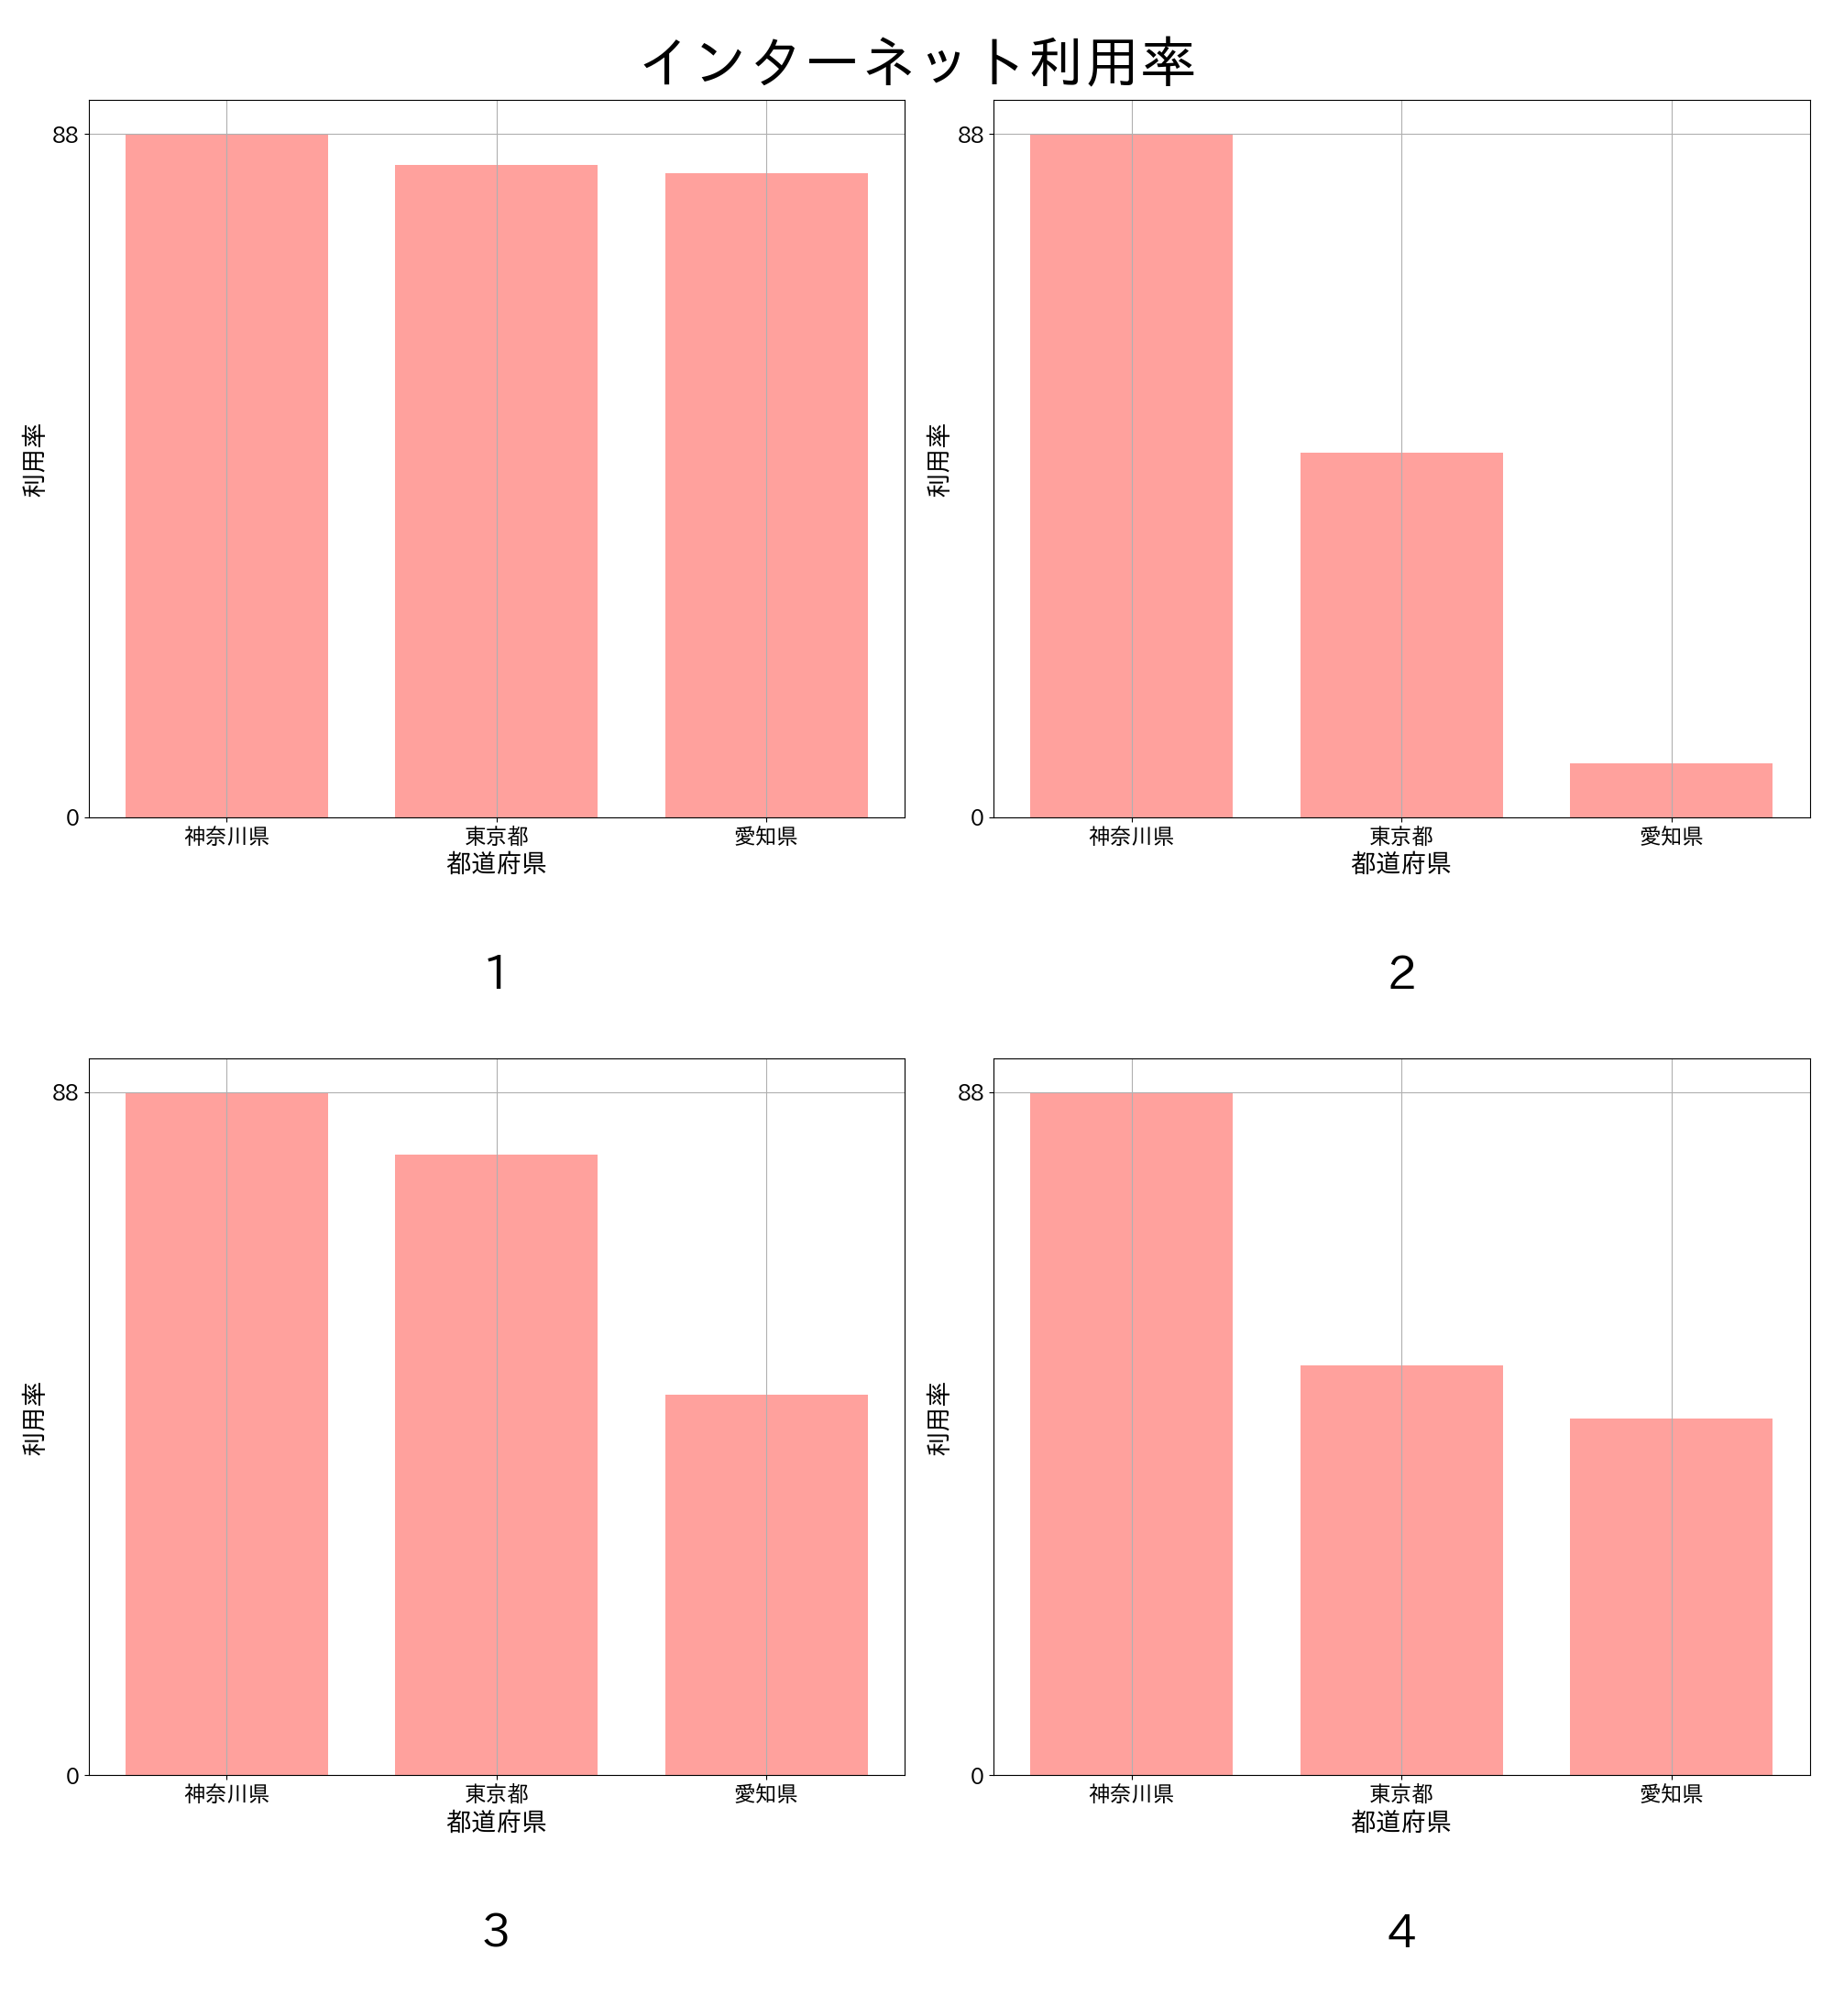 インターネット利用率
88
0
利用率
神奈川県 東京都 愛知県
都道府県
1
88
0
利用率
神奈川県 東京都 愛知県
都道府県
2
88
0
利用率
神奈川県 東京都 愛知県
都道府県
3
88
0
利用率
神奈川県 東京都 愛知県
都道府県
4